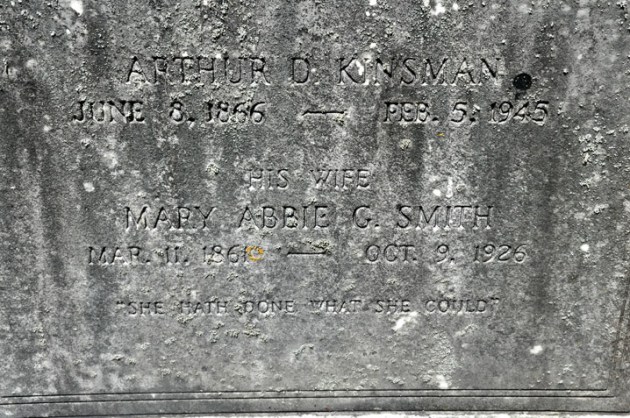 ARTHUR D. KINSMAN
JUNE 8, 1866 — FEB. 5, 1945
HIS WIFE
MARY ABBIE G. SMITH
MAR. 11, — OCT. 9, 1926
"SHE HATH DONE WHAT SHE COULD"